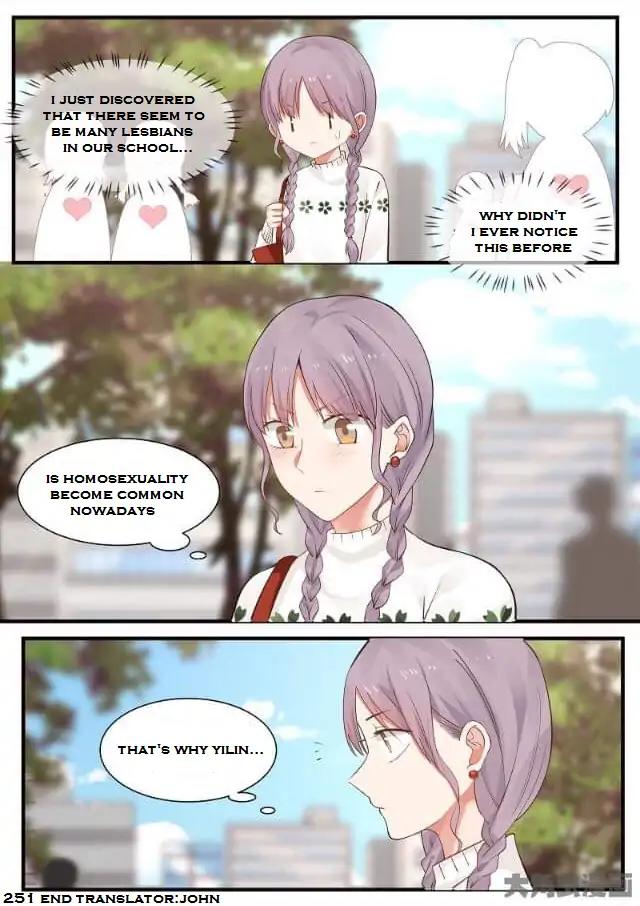 I JUST DISCOVERED
THAT THERE SEEM TO
BE MANY LESBIANS
IN OUR SCHOOL...
WHY DIDN'T
I EVER NOTICE
THIS BEFORE
IS HOMOSEXUALITY
BECOME COMMON
NOWADAYS
THAT'S WHY YILIN...
251 END TRANSLATOR:JOHN